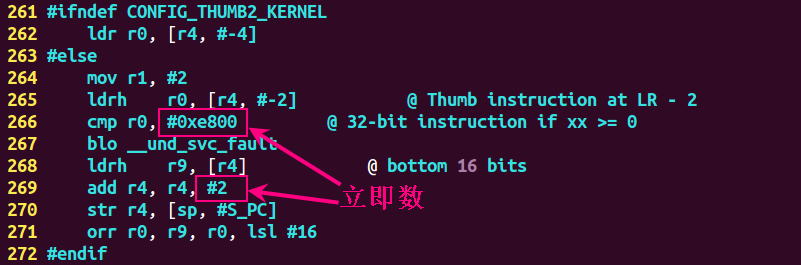 261 #ifndef CONFIG_THUMB2_KERNEL
262     ldr r0, [r4, #-4]
263 #else
264     mov r1, #2
265     ldrh    r0, [r4, #-2]           @ Thumb instruction at LR - 2
266     cmp r0, #0xe800         @ 32-bit instruction if xx >= 0
267     blo __und_svc_fault
268     ldrh    r9, [r4]            @ bottom 16 bits
269     add r4, r4, #2
立即数
270     str r4, [sp, #S_PC]
271     orr r0, r9, r0, lsl #16
272 #endif